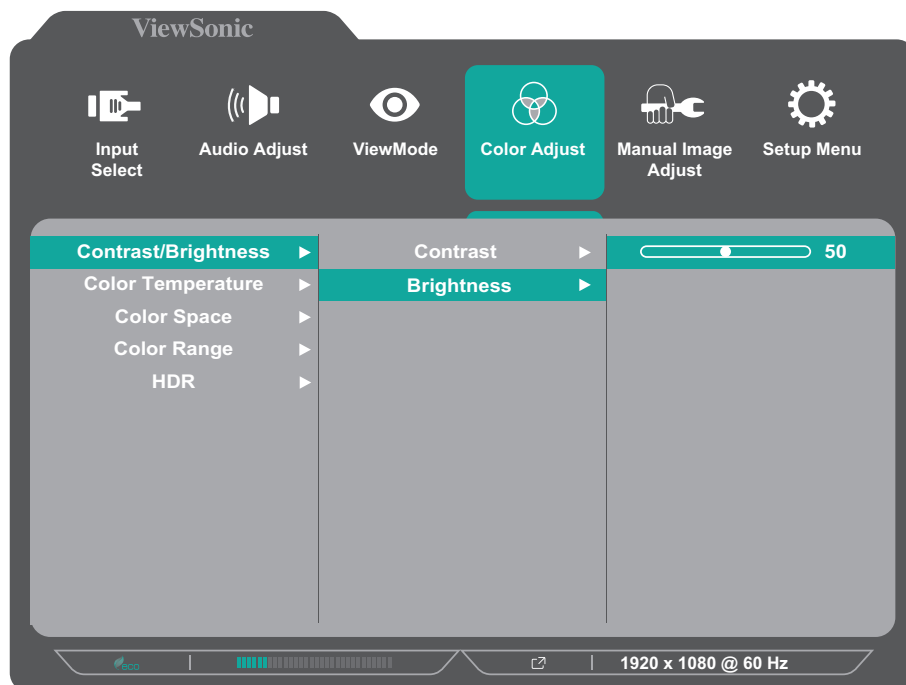 ViewSonic
Input
Select
Audio Adjust
ViewMode
Color Adjust
Manual Image
Adjust
Setup Menu
Contrast/Brightness
Contrast
50
Color Temperature
Brightness
Color Space
Color Range
HDR
eco
1920 x 1080 @ 60 Hz